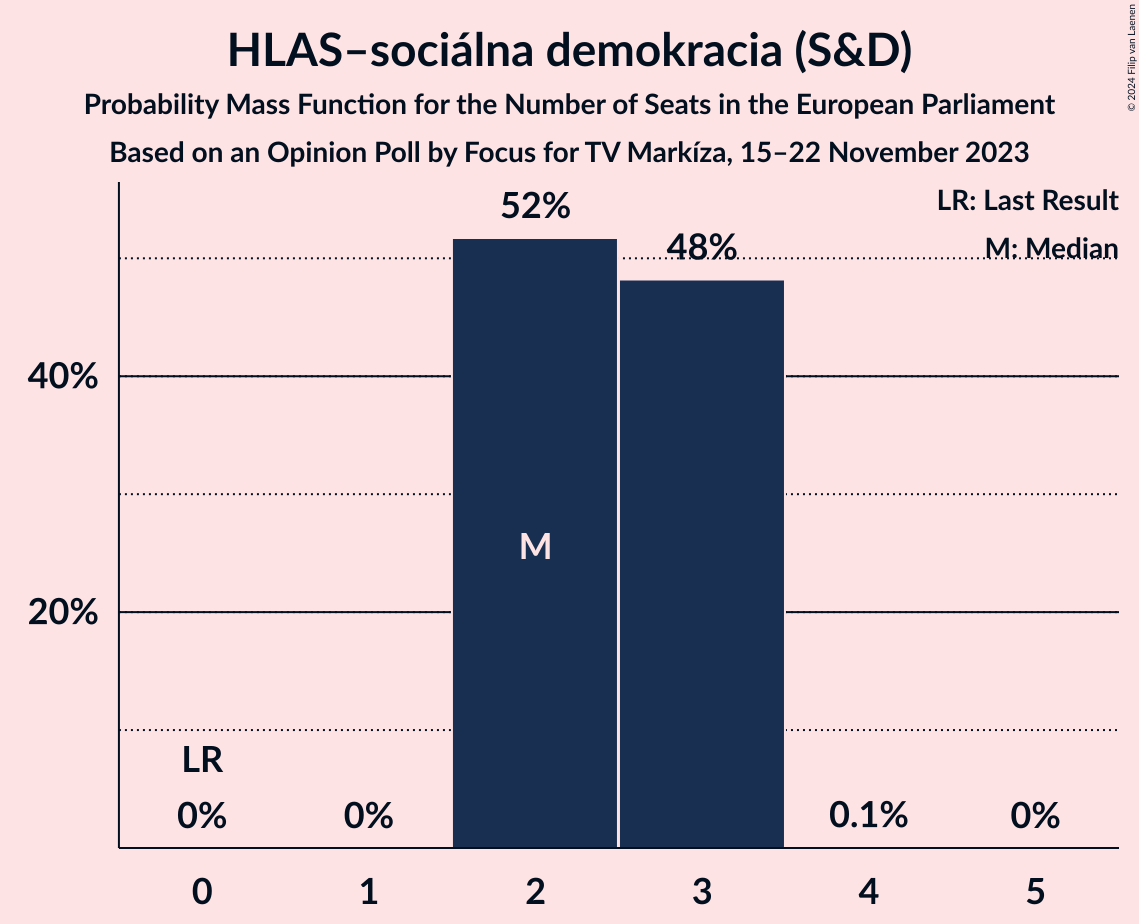 HLAS–sociálna demokracia (S&D)
Probability Mass Function for the Number of Seats in the European Parliament
Based on an Opinion Poll by Focus for TV Markíza, 15–22 November 2023
© 2024 Filip van Laenen
LR: Last Result
M: Median
52%
48%
40%
M
20%
LR
0%
0%
0.1%
0%
0
1
2
3
4
5